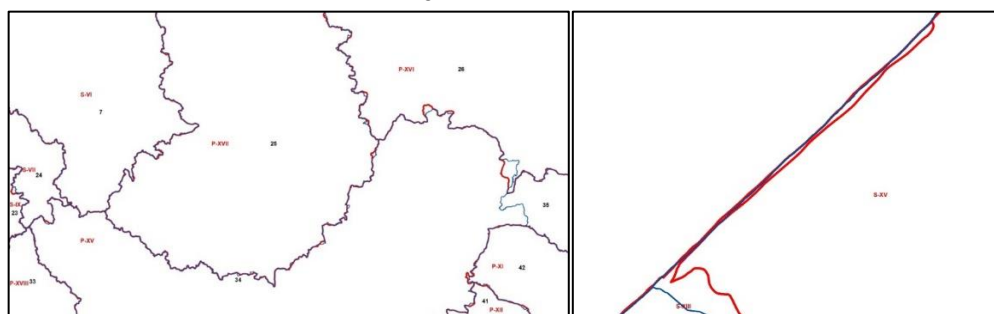 P-XVI
26
S-VI
7
P-XVII
25
S-VII
24
S-IX
23
35
P-XV
P-XI
42
P-XVIII
33
34
41
P-XII
S-XV
S-XIII